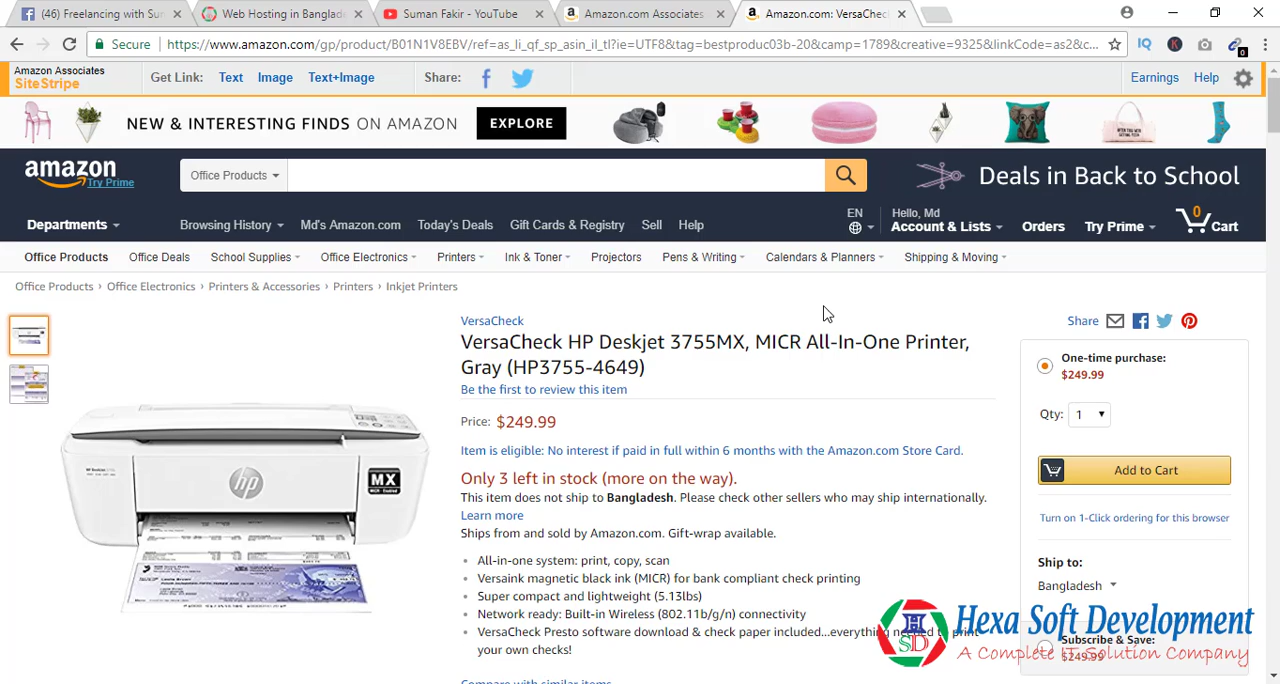 (46) Freelancing with Sum
Web Hosting in Banglad
Suman Fakir - YouTube
Amazon.com Associates
Amazon.com: VersaChec
Secure
https://www.amazon.com/gp/product/B01N1V8EBV/ref=as_li_qf_sp_asin_il_tl?ie=UTF8&tag=bestproduc03b-20&camp=1789&creative=9325&linkCode=as2&c...
Amazon Associates
SiteStripe
Get Link: Text Image Text+Image Share:
Earnings Help
NEW & INTERESTING FINDS ON AMAZON EXPLORE
amazon
Try Prime
Office Products
Deals in Back to School
Departments
Browsing History Md's Amazon.com Today's Deals Gift Cards & Registry Sell Help
EN
Hello, Md
Account & Lists
Orders
Try Prime
0
Cart
Office Products Office Deals School Supplies Office Electronics Printers Ink & Toner Projectors Pens & Writing Calendars & Planners Shipping & Moving
Office Products › Office Electronics › Printers & Accessories › Printers › Inkjet Printers
VersaCheck
VersaCheck HP Deskjet 3755MX, MICR All-In-One Printer,
Gray (HP3755-4649)
Be the first to review this item
Price: $249.99
Item is eligible: No interest if paid in full within 6 months with the Amazon.com Store Card.
Only 3 left in stock (more on the way).
This item does not ship to Bangladesh. Please check other sellers who may ship internationally.
Learn more
Ships from and sold by Amazon.com. Gift-wrap available.
All-in-one system: print, copy, scan
Versaink magnetic black ink (MICR) for bank compliant check printing
Super compact and lightweight (5.13lbs)
Network ready: Built-in Wireless (802.11b/g/n) connectivity
VersaCheck Presto software download & check paper included...everything needed to print
your own checks!
Compare with similar items
hp
MX
Share
One-time purchase:
$249.99
Qty: 1
Add to Cart
Turn on 1-Click ordering for this browser
Ship to:
Bangladesh
Subscribe & Save:
$249.99
H
SD
Hexa Soft Development
A Complete IT Solution Company